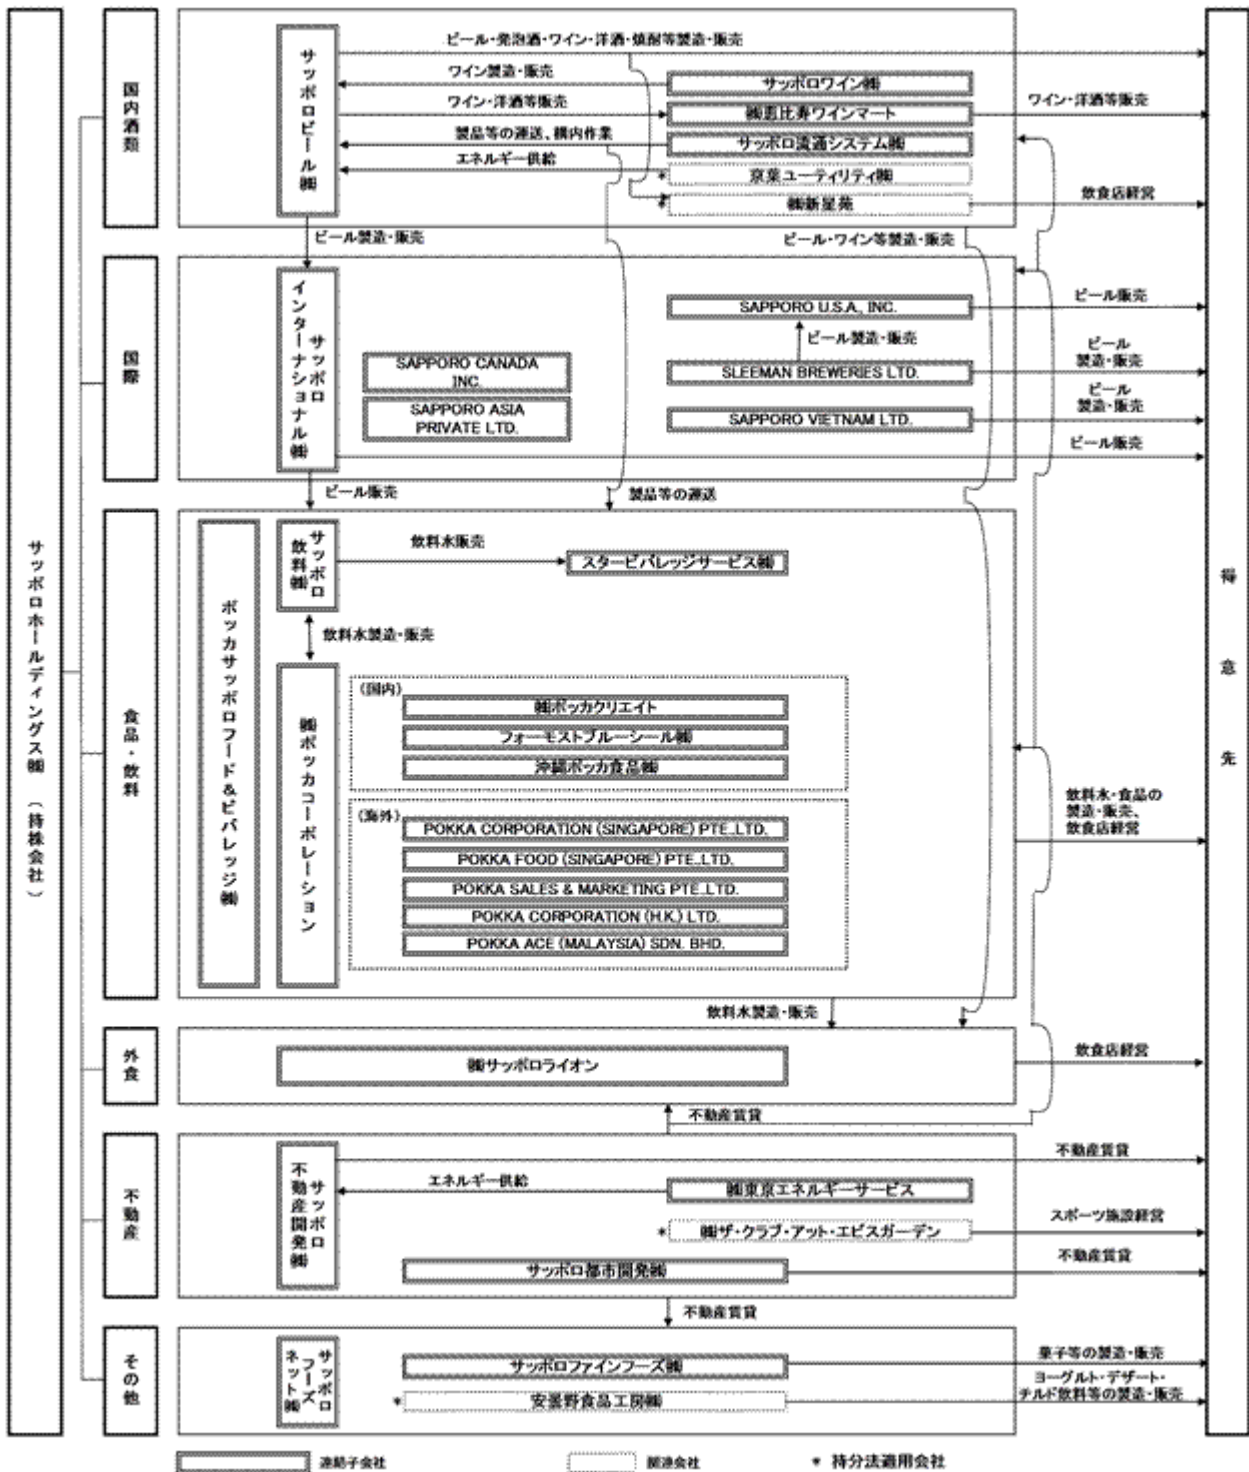 サッポロホールディングス㈱　（持株会社）
国内酒類
サッポロビール㈱
ビール・発泡酒・ワイン・洋酒・焼酎等製造・販売
ワイン製造・販売
サッポロワイン㈱
ワイン・洋酒等販売
㈱恵比寿ワインマート
ワイン・洋酒等販売
製品等の運送、構内作業
サッポロ流通システム㈱
エネルギー供給
* 京葉ユーティリティ㈱
* ㈱新星苑
飲食店経営
ビール製造・販売
ビール・ワイン等製造・販売
国際
サッポロ
インターナショナル㈱
SAPPORO U.S.A., INC.
ビール販売
ビール製造・販売
SAPPORO CANADA
INC.
SLEEMAN BREWERIES LTD.
ビール
製造・販売
SAPPORO ASIA
PRIVATE LTD.
SAPPORO VIETNAM LTD.
ビール
製造・販売
ビール販売
ビール販売
製品等の運送
食品・飲料
ポッカサッポロフード&ビバレッジ㈱
サッポロ
飲料㈱
飲料水販売
スタービバレッジサービス㈱
飲料水製造・販売
㈱ポッカコーポレーション
(国内)
㈱ポッカクリエイト
フォーモストブルーシール㈱
沖縄ポッカ食品㈱
(海外)
POKKA CORPORATION (SINGAPORE) PTE.,LTD.
POKKA FOOD (SINGAPORE) PTE.,LTD.
POKKA SALES & MARKETING PTE.,LTD.
POKKA CORPORATION (H.K.) LTD.
POKKA ACE (MALAYSIA) SDN. BHD.
飲料水・食品の
製造・販売、
飲食店経営
飲料水製造・販売
外食
㈱サッポロライオン
飲食店経営
不動産賃貸
不動産
サッポロ
不動産開発㈱
不動産賃貸
エネルギー供給
㈱東京エネルギーサービス
* ㈱ザ・クラブ・アット・エビスガーデン
スポーツ施設経営
サッポロ都市開発㈱
不動産賃貸
不動産賃貸
その他
サッポロ
フーズ
ネット㈱
サッポロファインフーズ㈱
菓子等の製造・販売
* 安曇野食品工房㈱
ヨーグルト・デザート・
チルド飲料等の製造・販売
得意先
連結子会社
関連会社
* 持分法適用会社